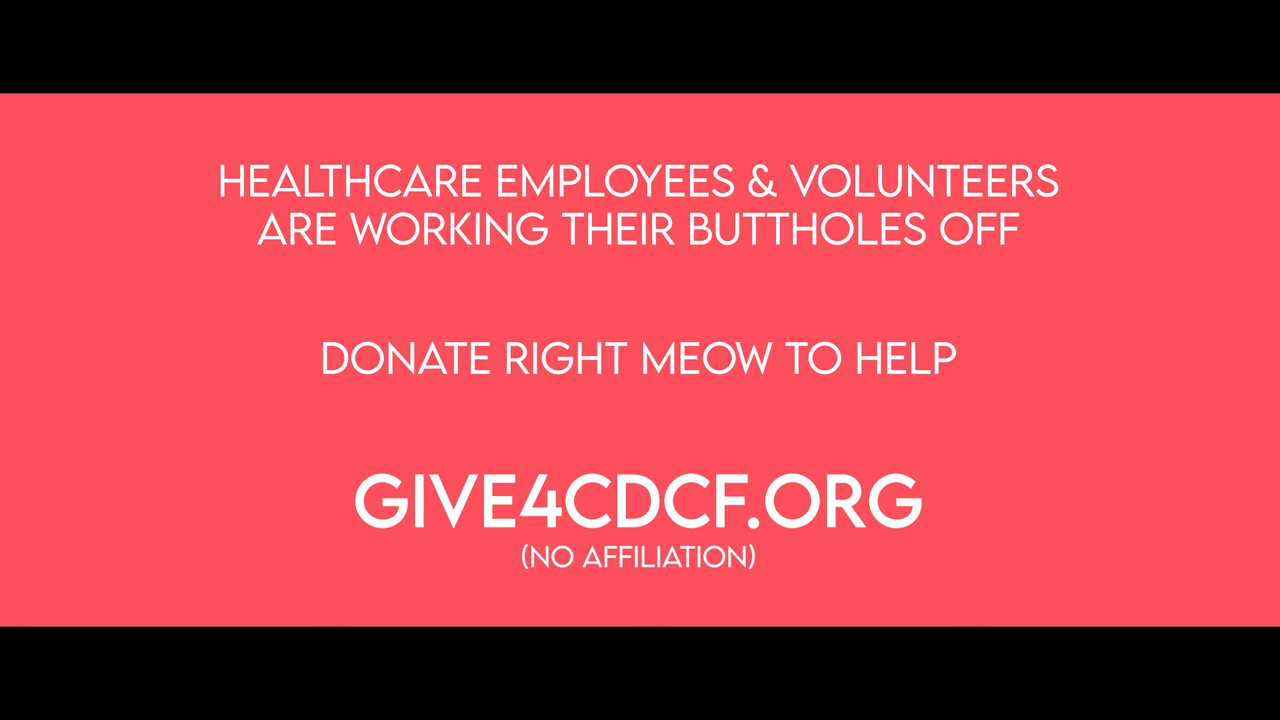 HEALTHCARE EMPLOYEES & VOLUNTEERS
ARE WORKING THEIR BUTTHOLES OFF
DONATE RIGHT MEOW TO HELP
GIVE4CDCF.ORG
(NO AFFILIATION)